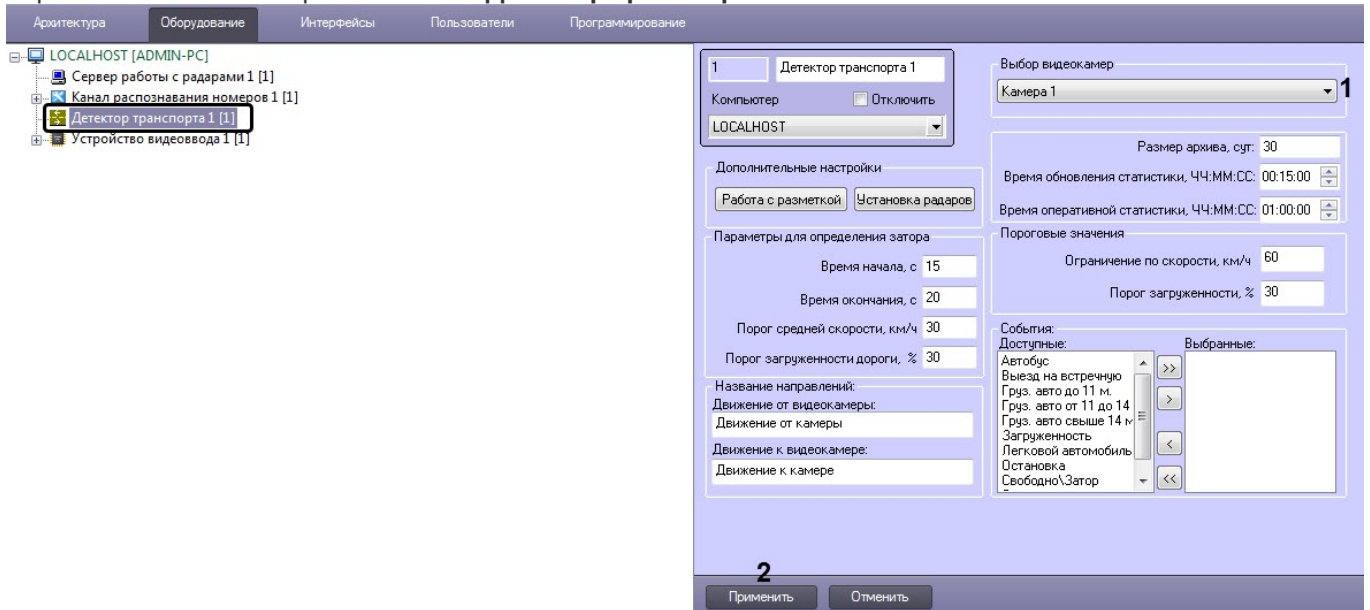 Архитектура Оборудование Интерфейсы Пользователи Программирование
LOCALHOST [ADMIN-PC]
Сервер работы с радарами 1 [1]
Канал распознавания номеров 1 [1]
Детектор транспорта 1 [1]
Устройство видеоввода 1 [1]
1 Детектор транспорта 1
Компьютер Отключить
LOCALHOST
Дополнительные настройки
Работа с разметкой Установка радаров
Параметры для определения затора
Время начала, с 15
Время окончания, с 20
Порог средней скорости, км/ч 30
Порог загруженности дороги, % 30
Название направлений:
Движение от видеокамеры:
Движение от камеры
Движение к видеокамере:
Движение к камере
Выбор видеокамер
Камера 1 1
Размер архива, сут: 30
Время обновления статистики, ЧЧ:ММ:СС: 00:15:00
Время оперативной статистики, ЧЧ:ММ:СС: 01:00:00
Пороговые значения
Ограничение по скорости, км/ч 60
Порог загруженности, % 30
События:
Доступные: Выбранные:
Автобус
Выезд на встречную
Груз. авто до 11 м.
Груз. авто от 11 до 14
Груз. авто свыше 14 м
Загруженность
Легковой автомобиль
Остановка
Свободно\Затор
>>
>
<
<<
2
Применить Отменить